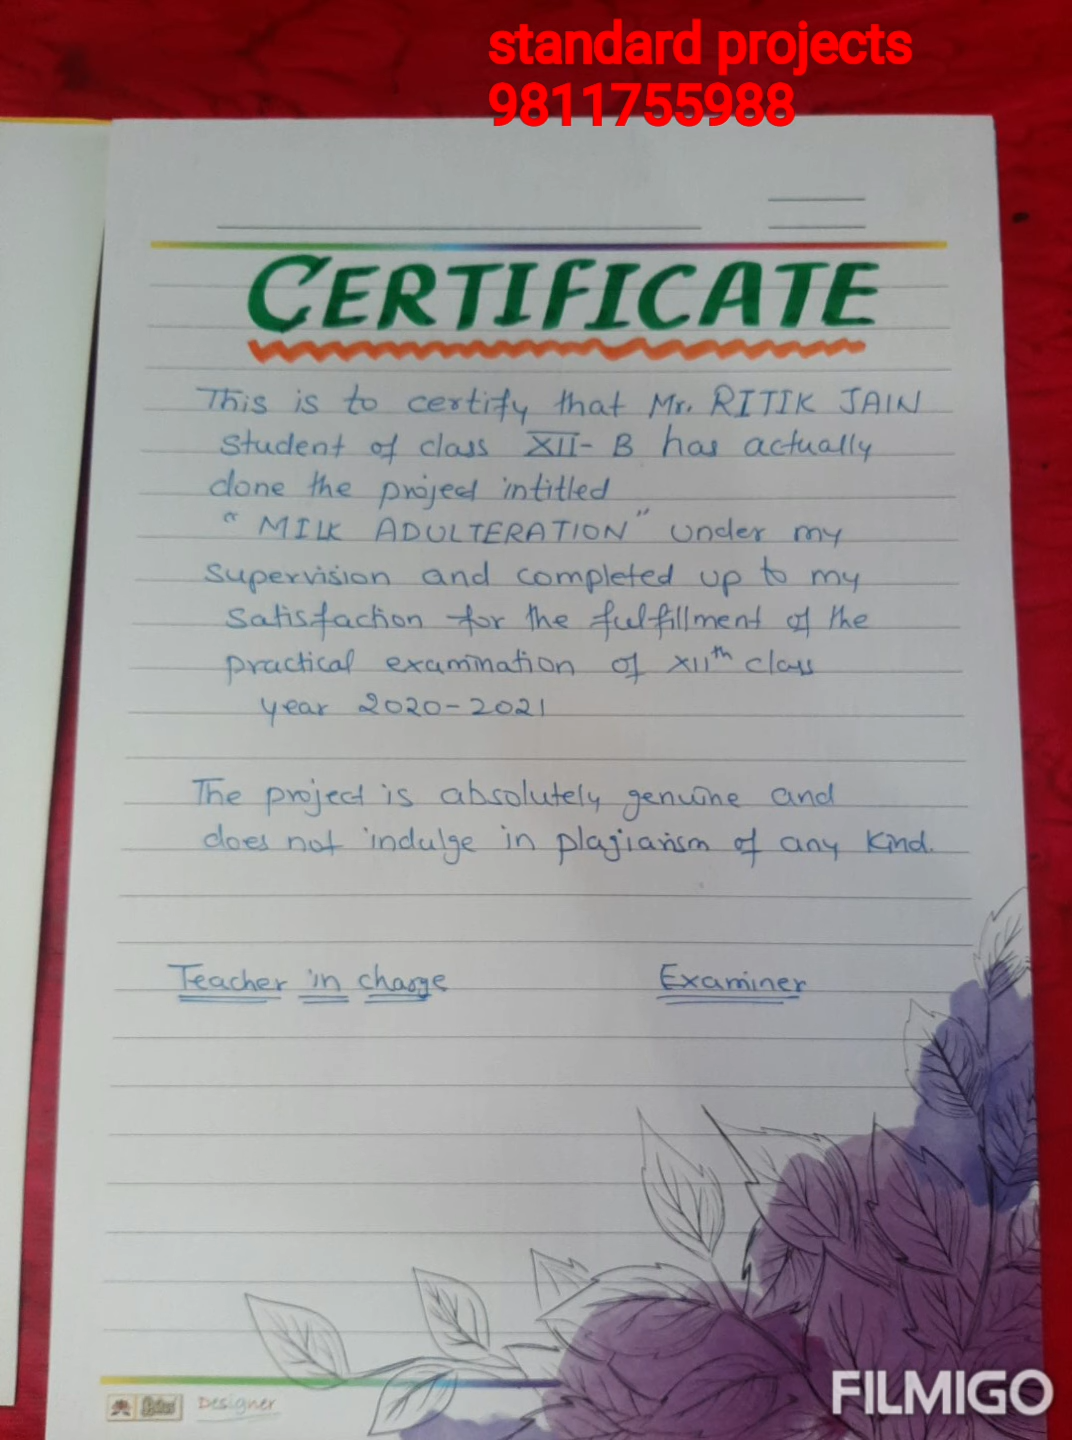 standard projects
9811755988
CERTIFICATE
This is to certify that Mr. RITIK JAIN
Student of class XII- B has actually
done the project intitled
"MILK ADULTERATION" under my
Supervision and completed up to my
Satisfaction for the fulfillment of the
practical examination of XIIth class
year 2020-2021
The project is absolutely genuine and
does not indulge in plagiarism of any kind.
Teacher in charge Examiner
Designer
FILMIGO